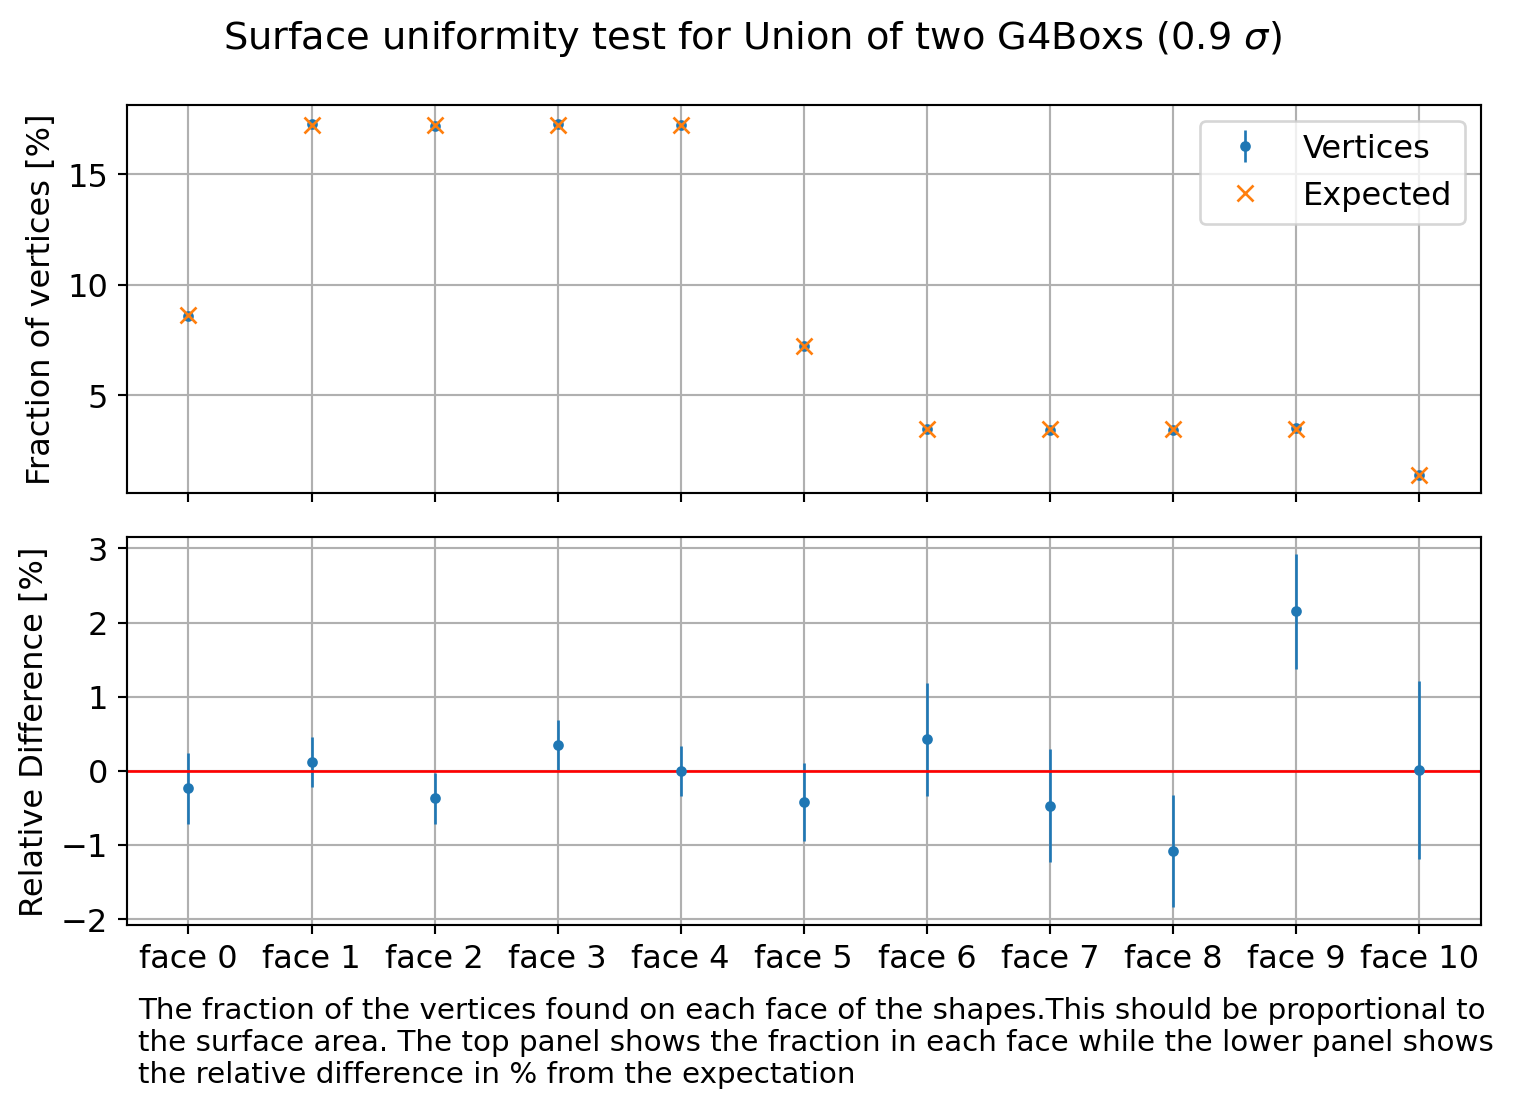 Surface uniformity test for Union of two G4Boxs (0.9 σ)
Fraction of vertices [%]
15
10
5
Vertices
Expected
Relative Difference [%]
3
2
1
0
−1
−2
face 0 face 1 face 2 face 3 face 4 face 5 face 6 face 7 face 8 face 9 face 10
The fraction of the vertices found on each face of the shapes.This should be proportional to
the surface area. The top panel shows the fraction in each face while the lower panel shows
the relative difference in % from the expectation